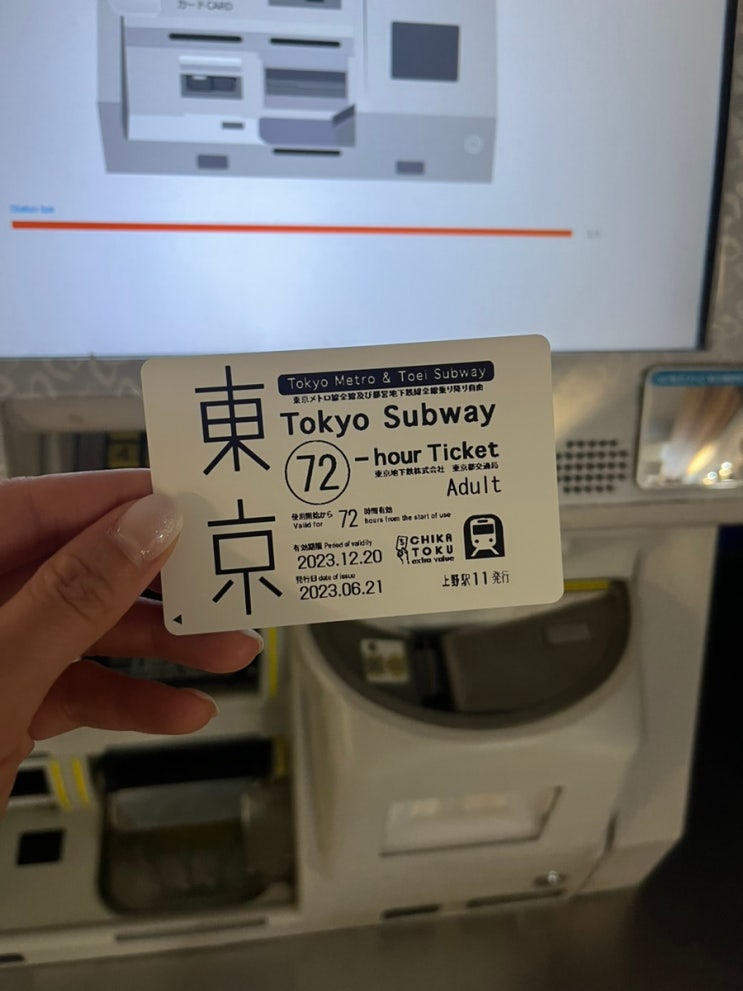 カード·CARD
東京
Tokyo Metro & Toei Subway
東京メトロ線全線及び都営地下鉄線全線乗り降り自由
Tokyo Subway
72 -hour Ticket
東京地下鉄株式会社 東京都交通局
Adult
使用開始から 72 時間有効
Valid for hours from the start of use
有効期限 Period of validity
2023.12.20
CHIKA
TOKU
extra value
発行日 date of issue
2023.06.21
上野駅11発行